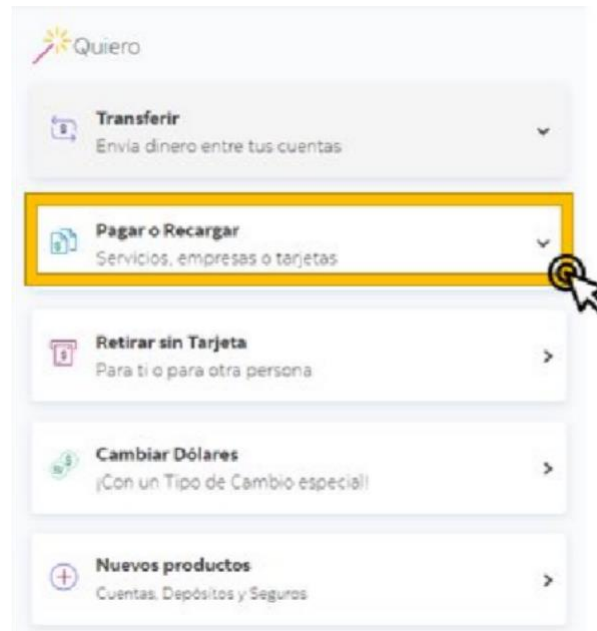 Quiero
Transferir
Envía dinero entre tus cuentas
Pagar o Recargar
Servicios, empresas o tarjetas
Retirar sin Tarjeta
Para ti o para otra persona
Cambiar Dólares
¡Con un Tipo de Cambio especial!
Nuevos productos
Cuentas, Depósitos y Seguros